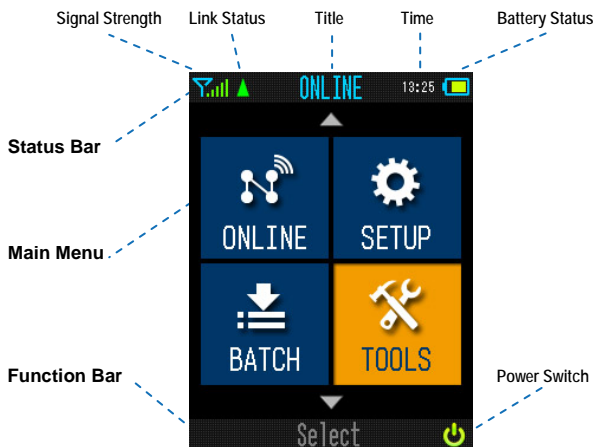 Signal Strength Link Status Title Time Battery Status
ONLINE 13:25
Status Bar
ONLINE SETUP
Main Menu
BATCH TOOLS
Function Bar
Power Switch
Select